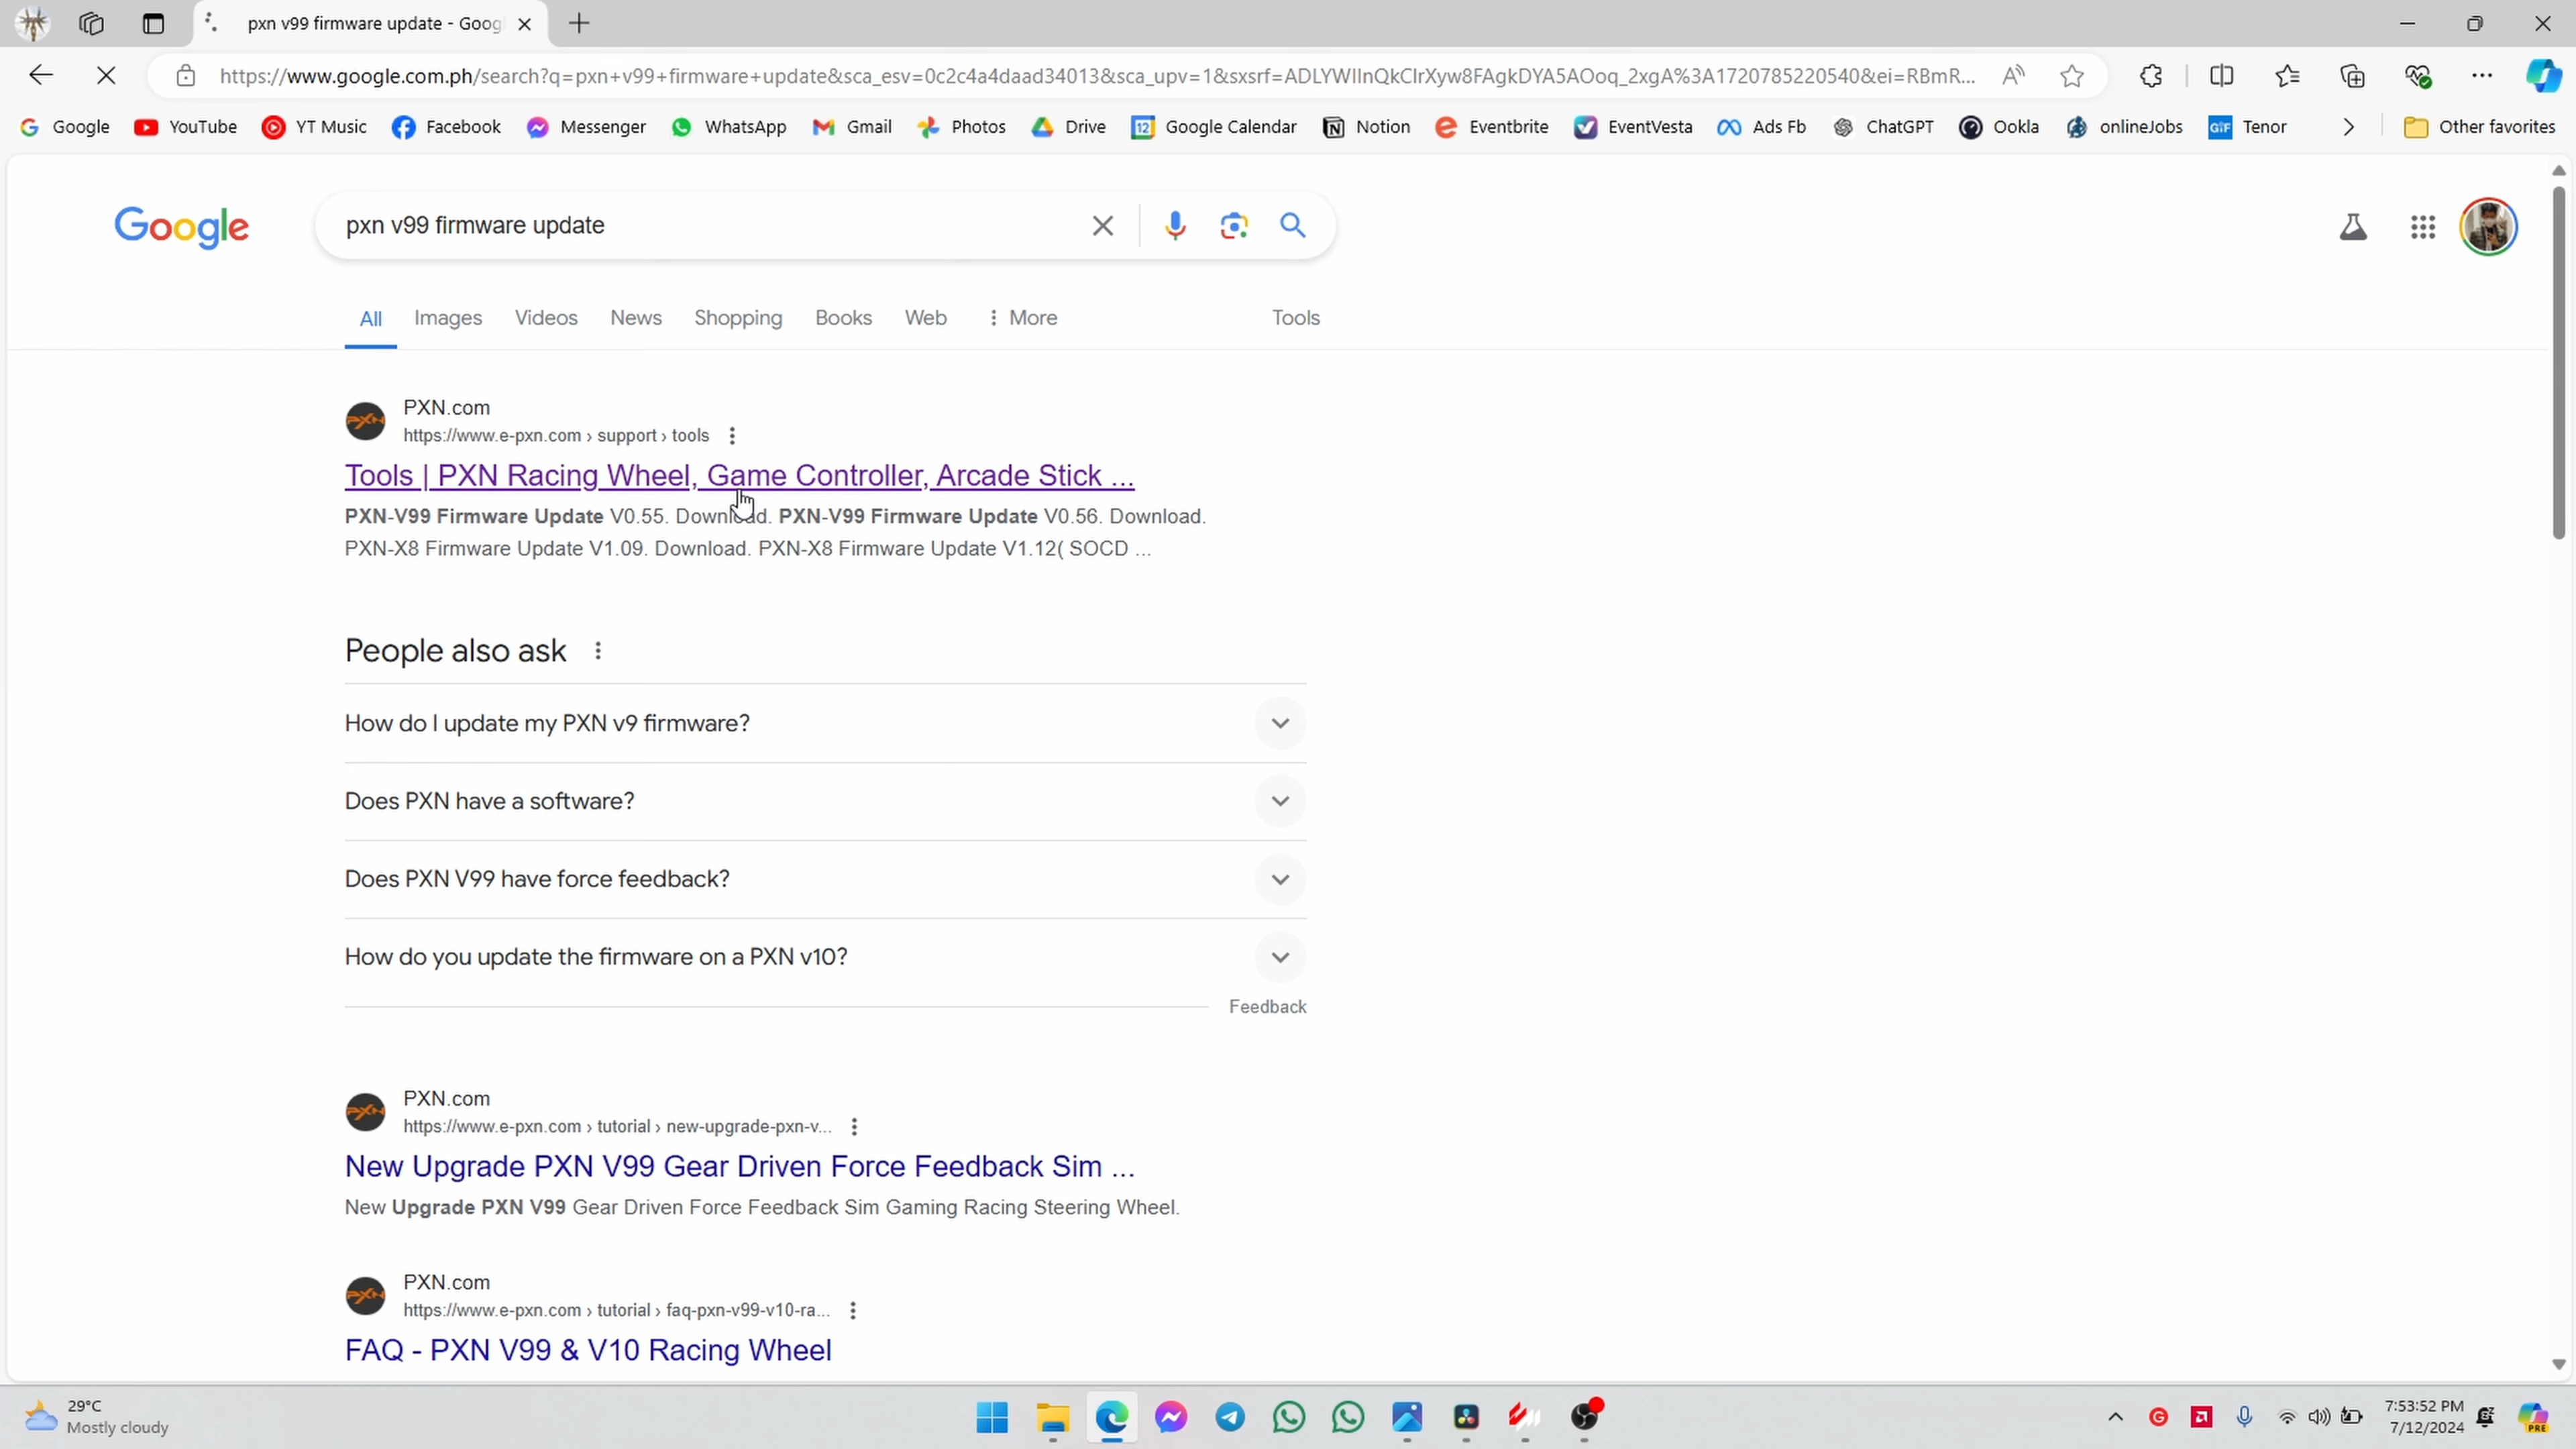 pxn v99 firmware update - Goog
https://www.google.com.ph/search?q=pxn+v99+firmware+update&sca_esv=0c2c4a4daad34013&sca_upv=1&sxsrf=ADLYWIInQkCIrXyw8FAgkDYA5AOoq_2xgA%3A1720785220540&ei=RBmR...
Google YouTube YT Music Facebook Messenger WhatsApp Gmail Photos Drive Google Calendar Notion Eventbrite EventVesta Ads Fb ChatGPT Ookla onlineJobs Tenor Other favorites
Google pxn v99 firmware update
All Images Videos News Shopping Books Web More Tools
PXN.com
https://www.e-pxn.com › support › tools
Tools | PXN Racing Wheel, Game Controller, Arcade Stick ...
PXN-V99 Firmware Update V0.55. Download. PXN-V99 Firmware Update V0.56. Download.
PXN-X8 Firmware Update V1.09. Download. PXN-X8 Firmware Update V1.12( SOCD ...
People also ask
How do I update my PXN v9 firmware?
Does PXN have a software?
Does PXN V99 have force feedback?
How do you update the firmware on a PXN v10?
Feedback
PXN.com
https://www.e-pxn.com › tutorial › new-upgrade-pxn-v...
New Upgrade PXN V99 Gear Driven Force Feedback Sim ...
New Upgrade PXN V99 Gear Driven Force Feedback Sim Gaming Racing Steering Wheel.
PXN.com
https://www.e-pxn.com › tutorial › faq-pxn-v99-v10-ra...
FAQ - PXN V99 & V10 Racing Wheel
29°C
Mostly cloudy
7:53:52 PM
7/12/2024
PRE